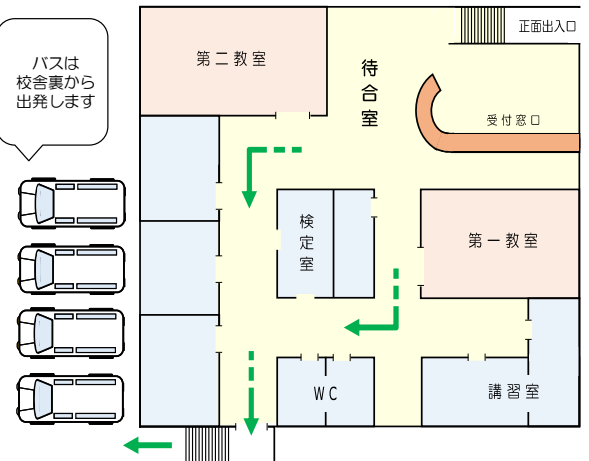 正面出入口
バスは
校舎裏から
出発します
第二教室
待合室
受付窓口
検定室
第一教室
WC
講習室